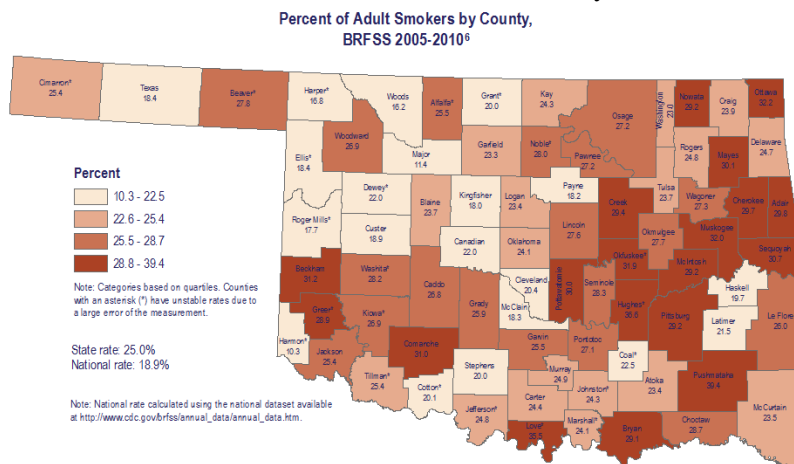 Percent of Adult Smokers by County,
BRFSS 2005-2010⁶
Cimarron*
25.4
Texas
18.4
Beaver*
27.8
Harper*
16.8
Woods
16.2
Alfalfa*
25.5
Grant*
20.0
Kay
24.3
Osage
27.2
Washington
23.0
Nowata
29.2
Craig
23.9
Ottawa
32.2
Woodward
26.9
Ellis*
18.4
Major
11.4
Garfield
23.3
Noble*
28.0
Pawnee
27.2
Rogers
24.8
Mayes
30.1
Delaware
24.7
Dewey*
22.0
Blaine
23.7
Kingfisher
18.0
Logan
23.4
Payne
18.2
Creek
29.4
Tulsa
23.7
Wagoner
27.3
Cherokee
29.7
Adair
29.8
Roger Mills*
17.7
Custer
18.9
Canadian
22.0
Oklahoma
24.1
Lincoln
27.6
Okmulgee
27.7
Muskogee
32.0
Okfuskee*
31.9
McIntosh
29.2
Sequoyah
30.7
Beckham
31.2
Washita*
28.2
Caddo
26.8
Grady
25.9
Cleveland
20.4
McClain
18.3
Pottawatomie
30.0
Seminole
28.3
Hughes*
Haskell
19.7
Pittsburg
29.2
Latimer
21.5
Le Flore
26.0
Greer*
28.9
Kiowa*
26.9
Comanche
31.0
Garvin
25.5
Pontotoc
27.1
Coal*
22.5
Harmon*
10.3
Jackson
25.4
Tillman*
25.4
Cotton*
20.1
Stephens
20.0
Murray
24.9
Johnston*
24.3
Atoka
23.4
Pushmataha
39.4
McCurtain
23.5
Jefferson*
24.8
Carter
24.4
Love*
Marshall*
24.1
Bryan
29.1
Choctaw
28.7
Percent
10.3 - 22.5
22.6 - 25.4
25.5 - 28.7
28.8 - 39.4
Note: Categories based on quartiles. Counties
with an asterisk (*) have unstable rates due to
a large error of the measurement.
State rate: 25.0%
National rate: 18.9%
Note: National rate calculated using the national dataset available
at http://www.cdc.gov/brfss/annual_data/annual_data.htm.